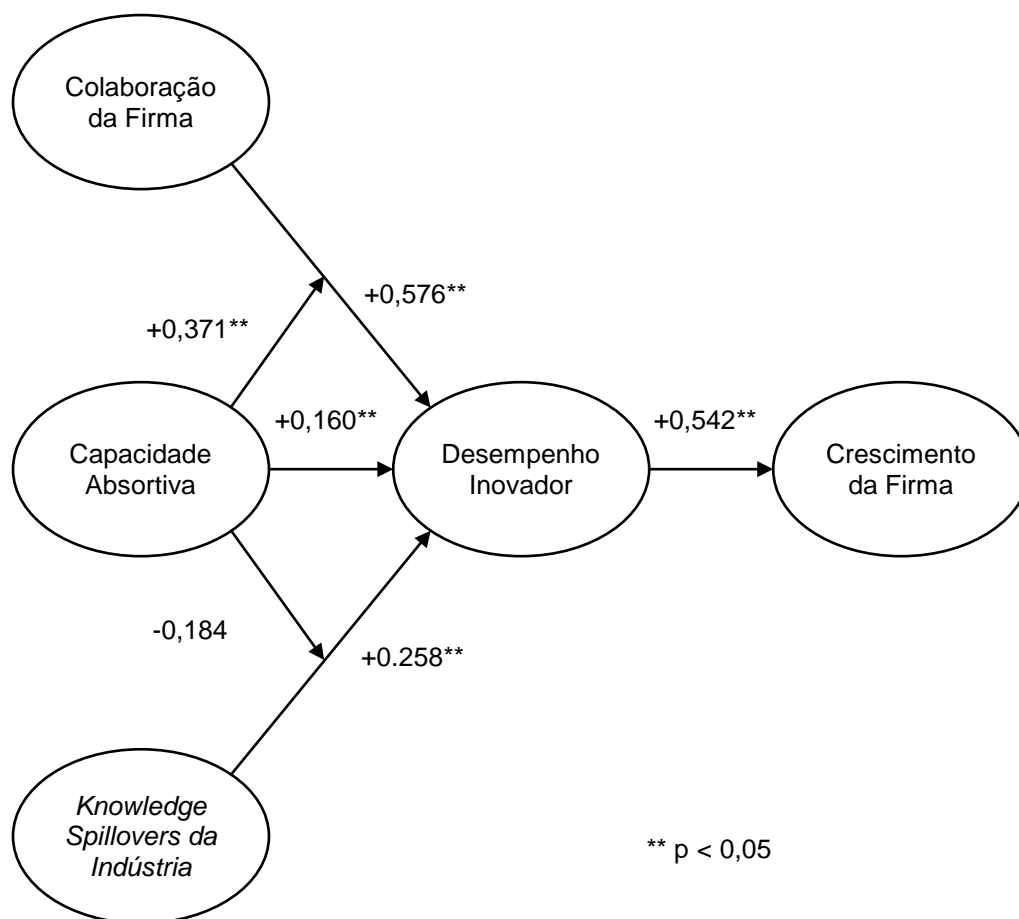 Colaboração
da Firma
+0,576**
+0,371**
+0,160**
+0,542**
Capacidade
Absortiva
Desempenho
Inovador
Crescimento
da Firma
-0,184
+0.258**
Knowledge
Spillovers da
Indústria
** p < 0,05